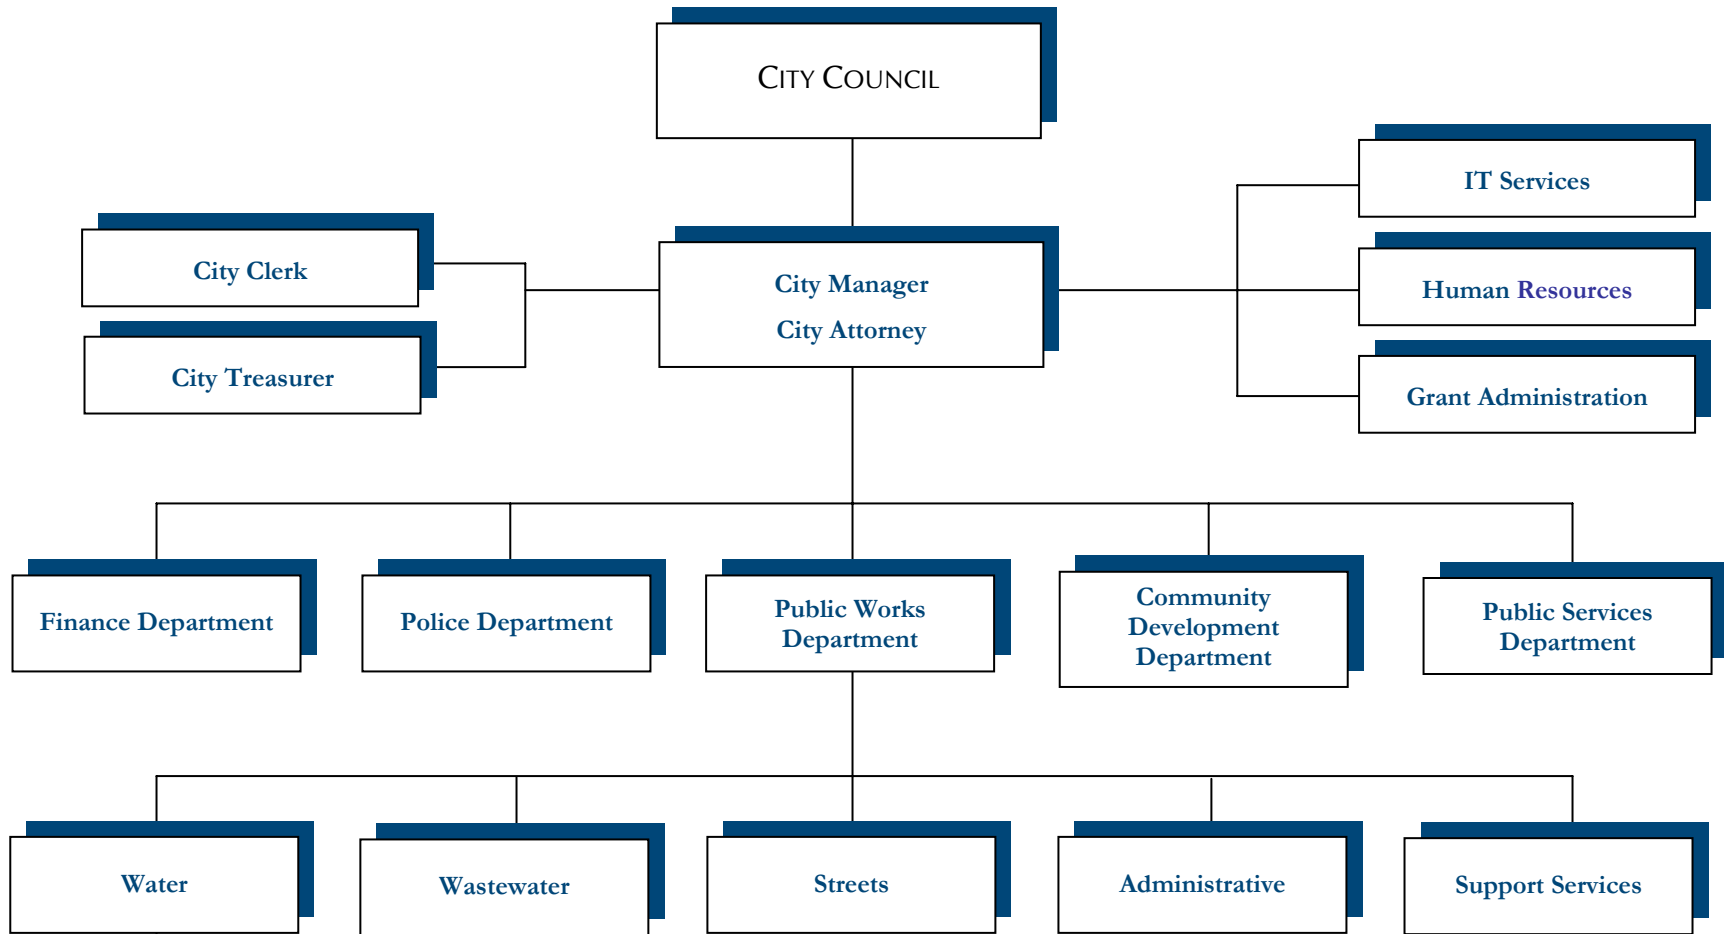 CITY COUNCIL
IT Services
City Clerk
City Manager
City Attorney
Human Resources
City Treasurer
Grant Administration
Finance Department
Police Department
Public Works
Department
Community
Development
Department
Public Services
Department
Water
Wastewater
Streets
Administrative
Support Services